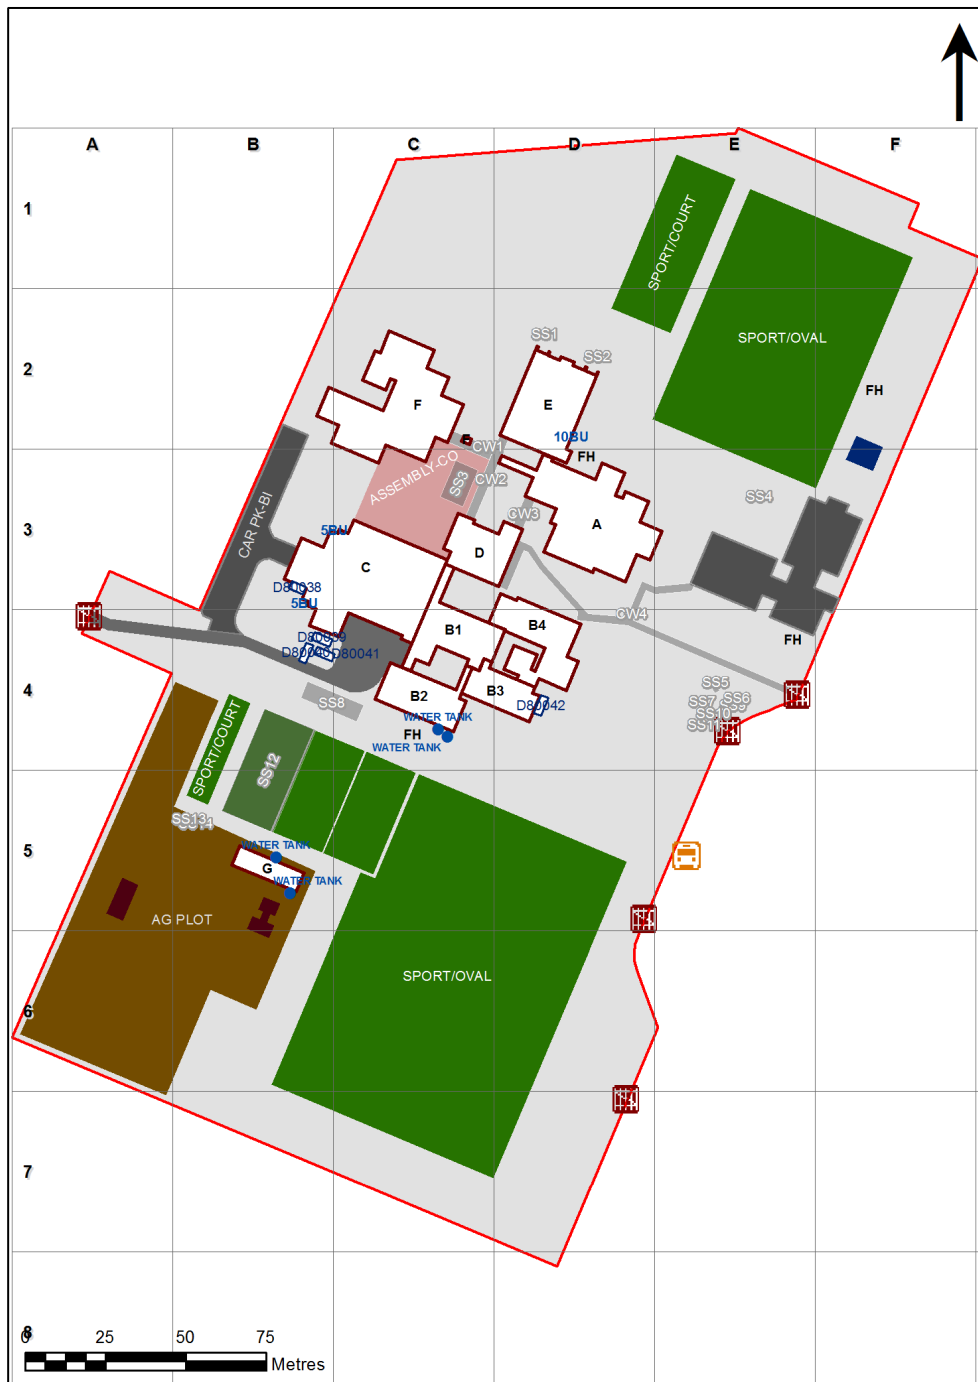 A
B
C
D
E
F
1
SPORT/COURT
SS1
SPORT/OVAL
SS2
2
FH
F
E
10BU
CW1
FH
ASSEMBLY-CO
SS3
CW2
SS4
CW3
CAR PK-BI
3
5BU
A
D
C
D80038
5BU
CW4
B1
B4
D80039
FH
D80040
D80041
SS5
4
B2
B3
SS7
SS6
SS8
D80042
SS10
WATER TANK
SS11
FH
SPORT/COURT
WATER TANK
SS12
SS13
WATER TANK
5
G
WATER TANK
AG PLOT
SPORT/OVAL
6
7
8
0
25
50
75
Metres